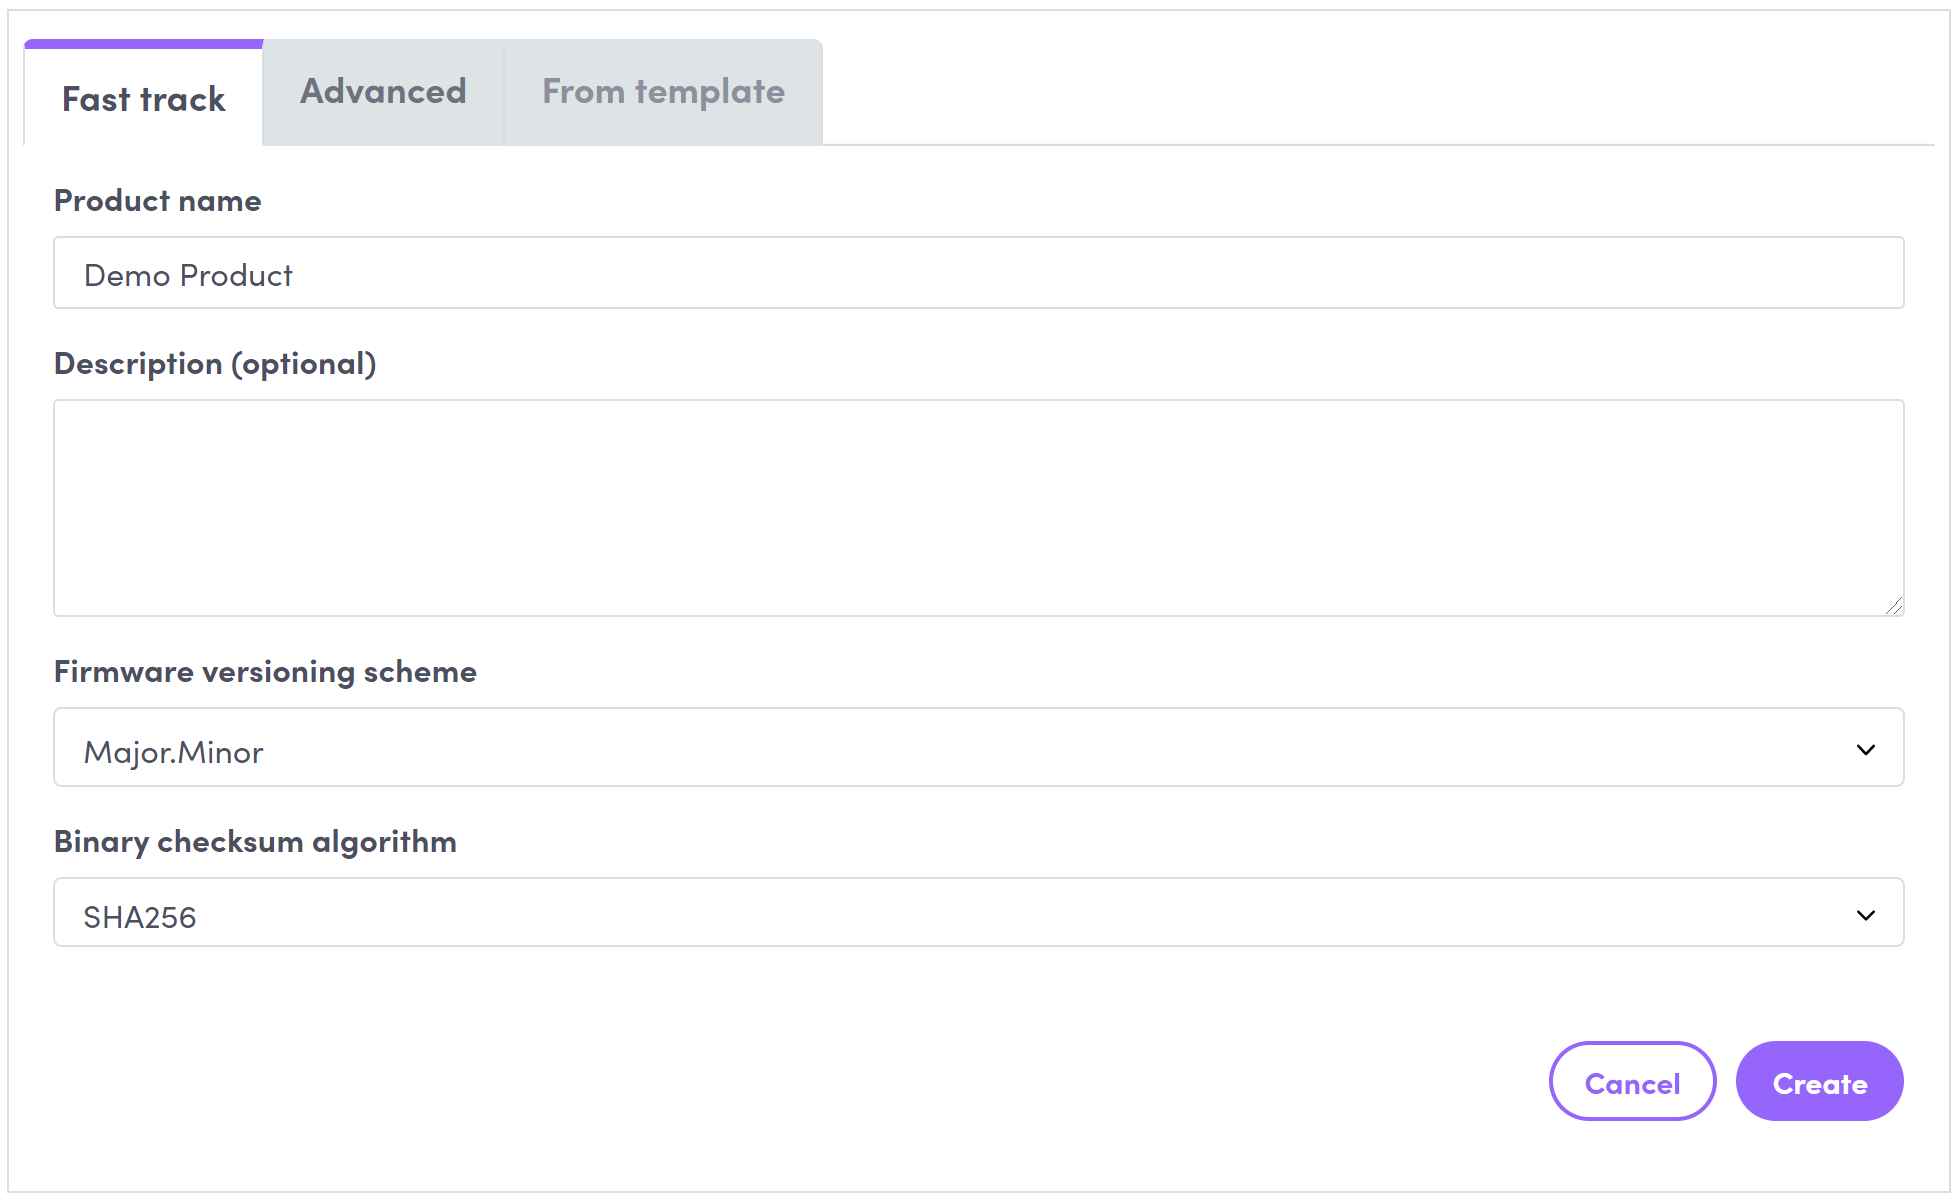 Fast track
Advanced
From template
Product name
Demo Product
Description (optional)
Firmware versioning scheme
Major.Minor
Binary checksum algorithm
SHA256
Cancel
Create